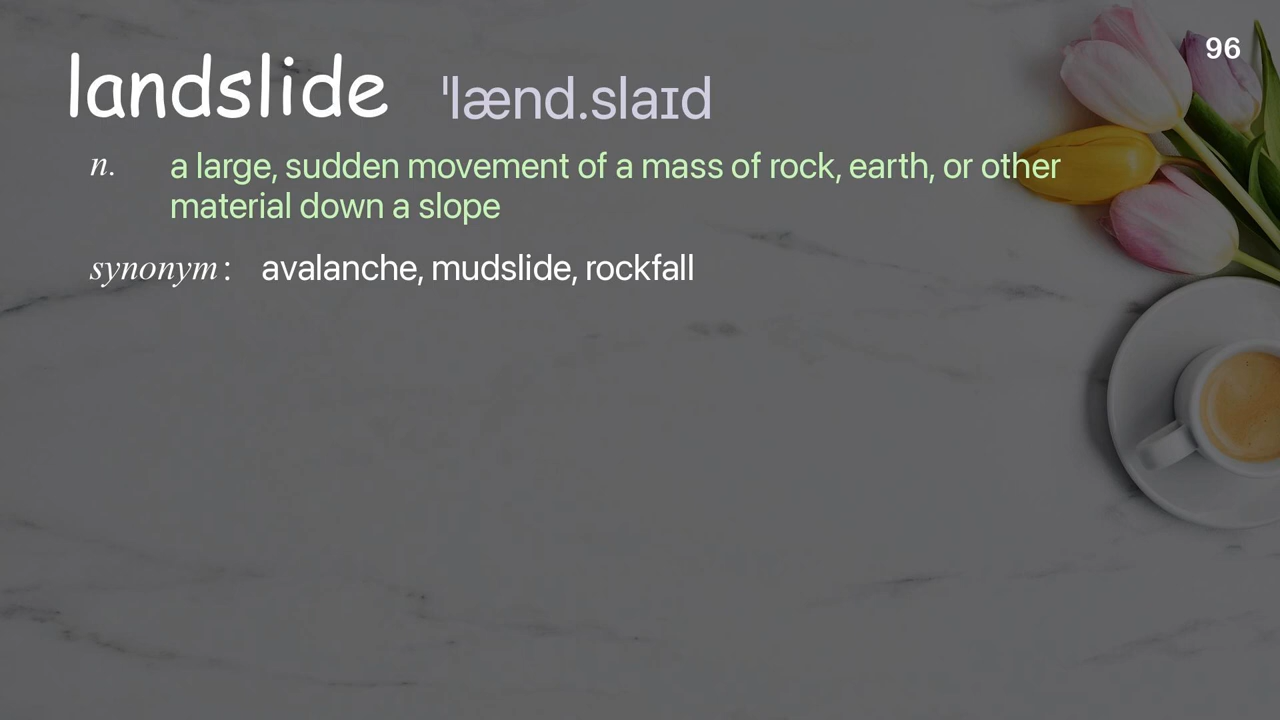 96
landslide ˈlænd.slaɪd
n. a large, sudden movement of a mass of rock, earth, or other
material down a slope
synonym: avalanche, mudslide, rockfall